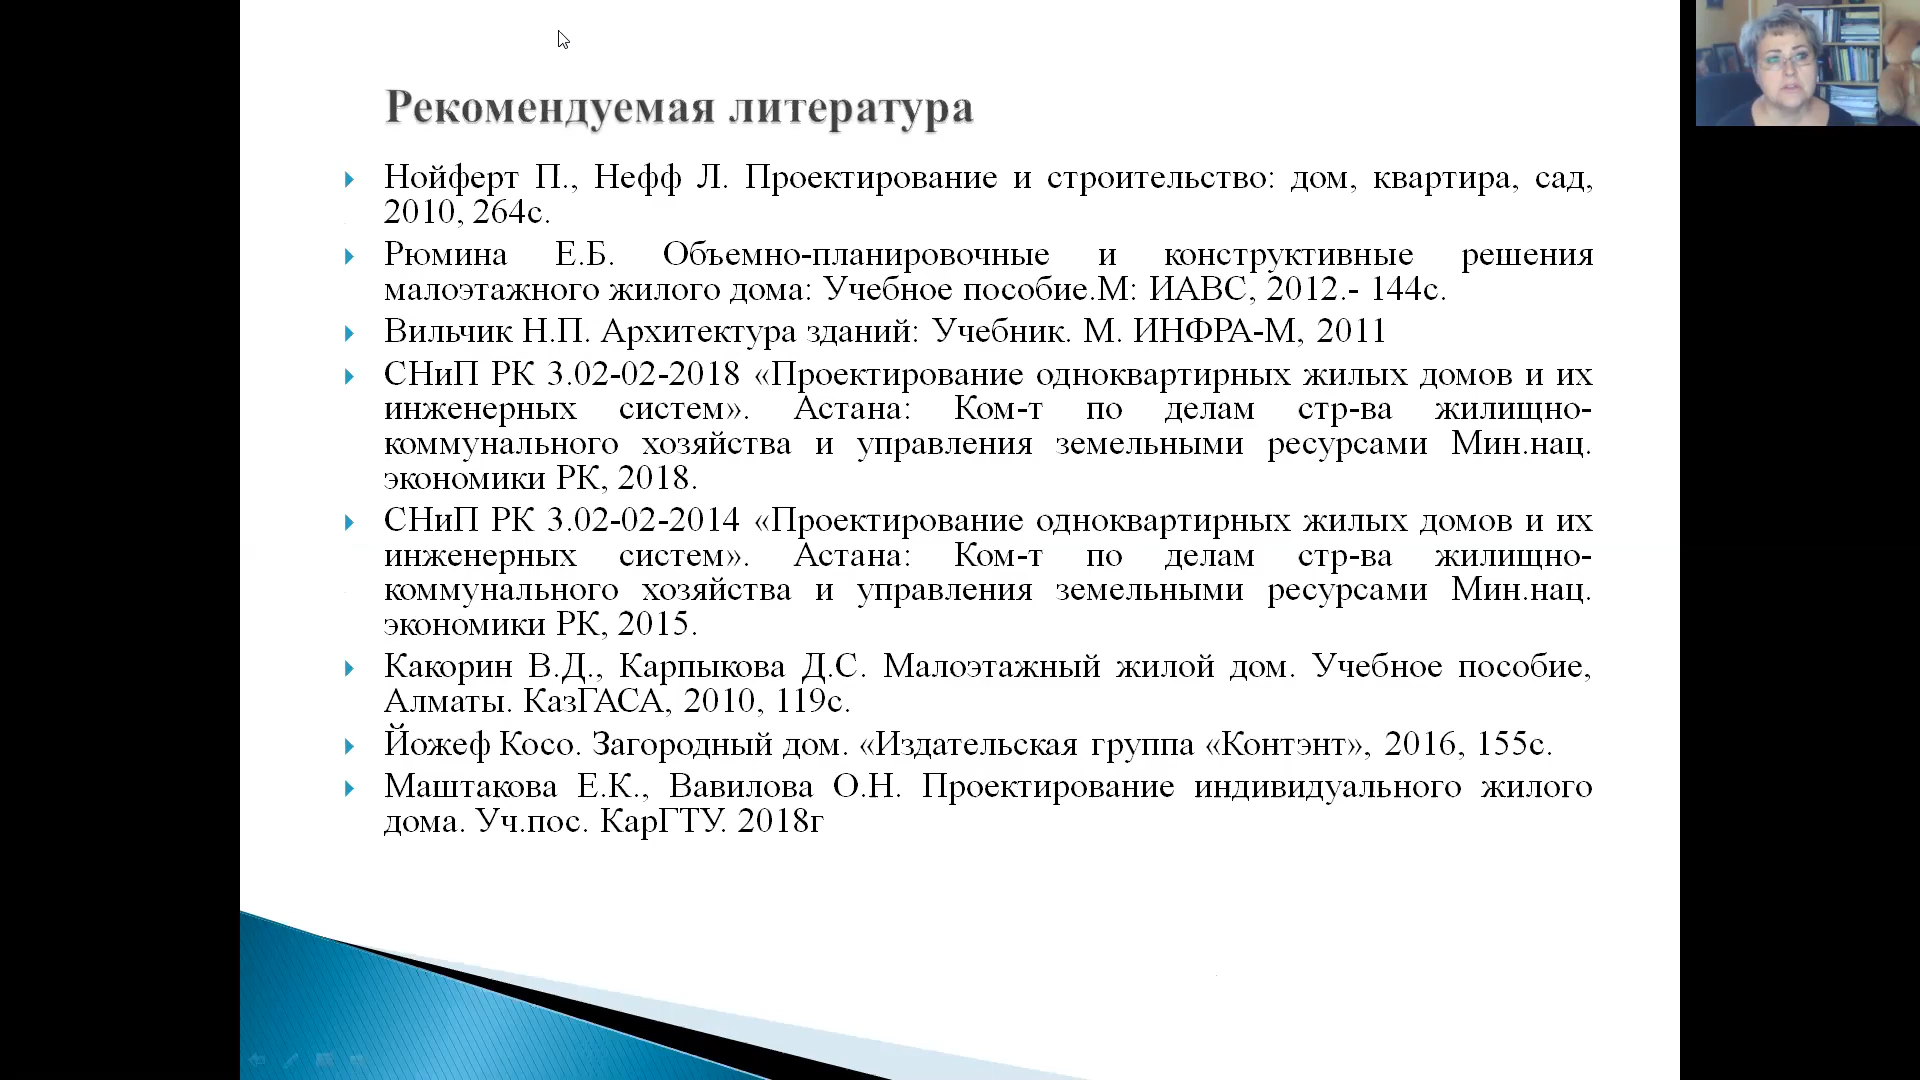 Рекомендуемая литература
Нойферт П., Нефф Л. Проектирование и строительство: дом, квартира, сад,
2010, 264с.
Рюмина Е.Б. Объемно-планировочные и конструктивные решения
малоэтажного жилого дома: Учебное пособие.М: ИАВС, 2012.- 144с.
Вильчик Н.П. Архитектура зданий: Учебник. М. ИНФРА-М, 2011
СНиП РК 3.02-02-2018 «Проектирование одноквартирных жилых домов и их
инженерных систем». Астана: Ком-т по делам стр-ва жилищно-
коммунального хозяйства и управления земельными ресурсами Мин.нац.
экономики РК, 2018.
СНиП РК 3.02-02-2014 «Проектирование одноквартирных жилых домов и их
инженерных систем». Астана: Ком-т по делам стр-ва жилищно-
коммунального хозяйства и управления земельными ресурсами Мин.нац.
экономики РК, 2015.
Какорин В.Д., Карпыкова Д.С. Малоэтажный жилой дом. Учебное пособие,
Алматы. КазГАСА, 2010, 119с.
Йожеф Косо. Загородный дом. «Издательская группа «Контэнт», 2016, 155с.
Маштакова Е.К., Вавилова О.Н. Проектирование индивидуального жилого
дома. Уч.пос. КарГТУ. 2018г